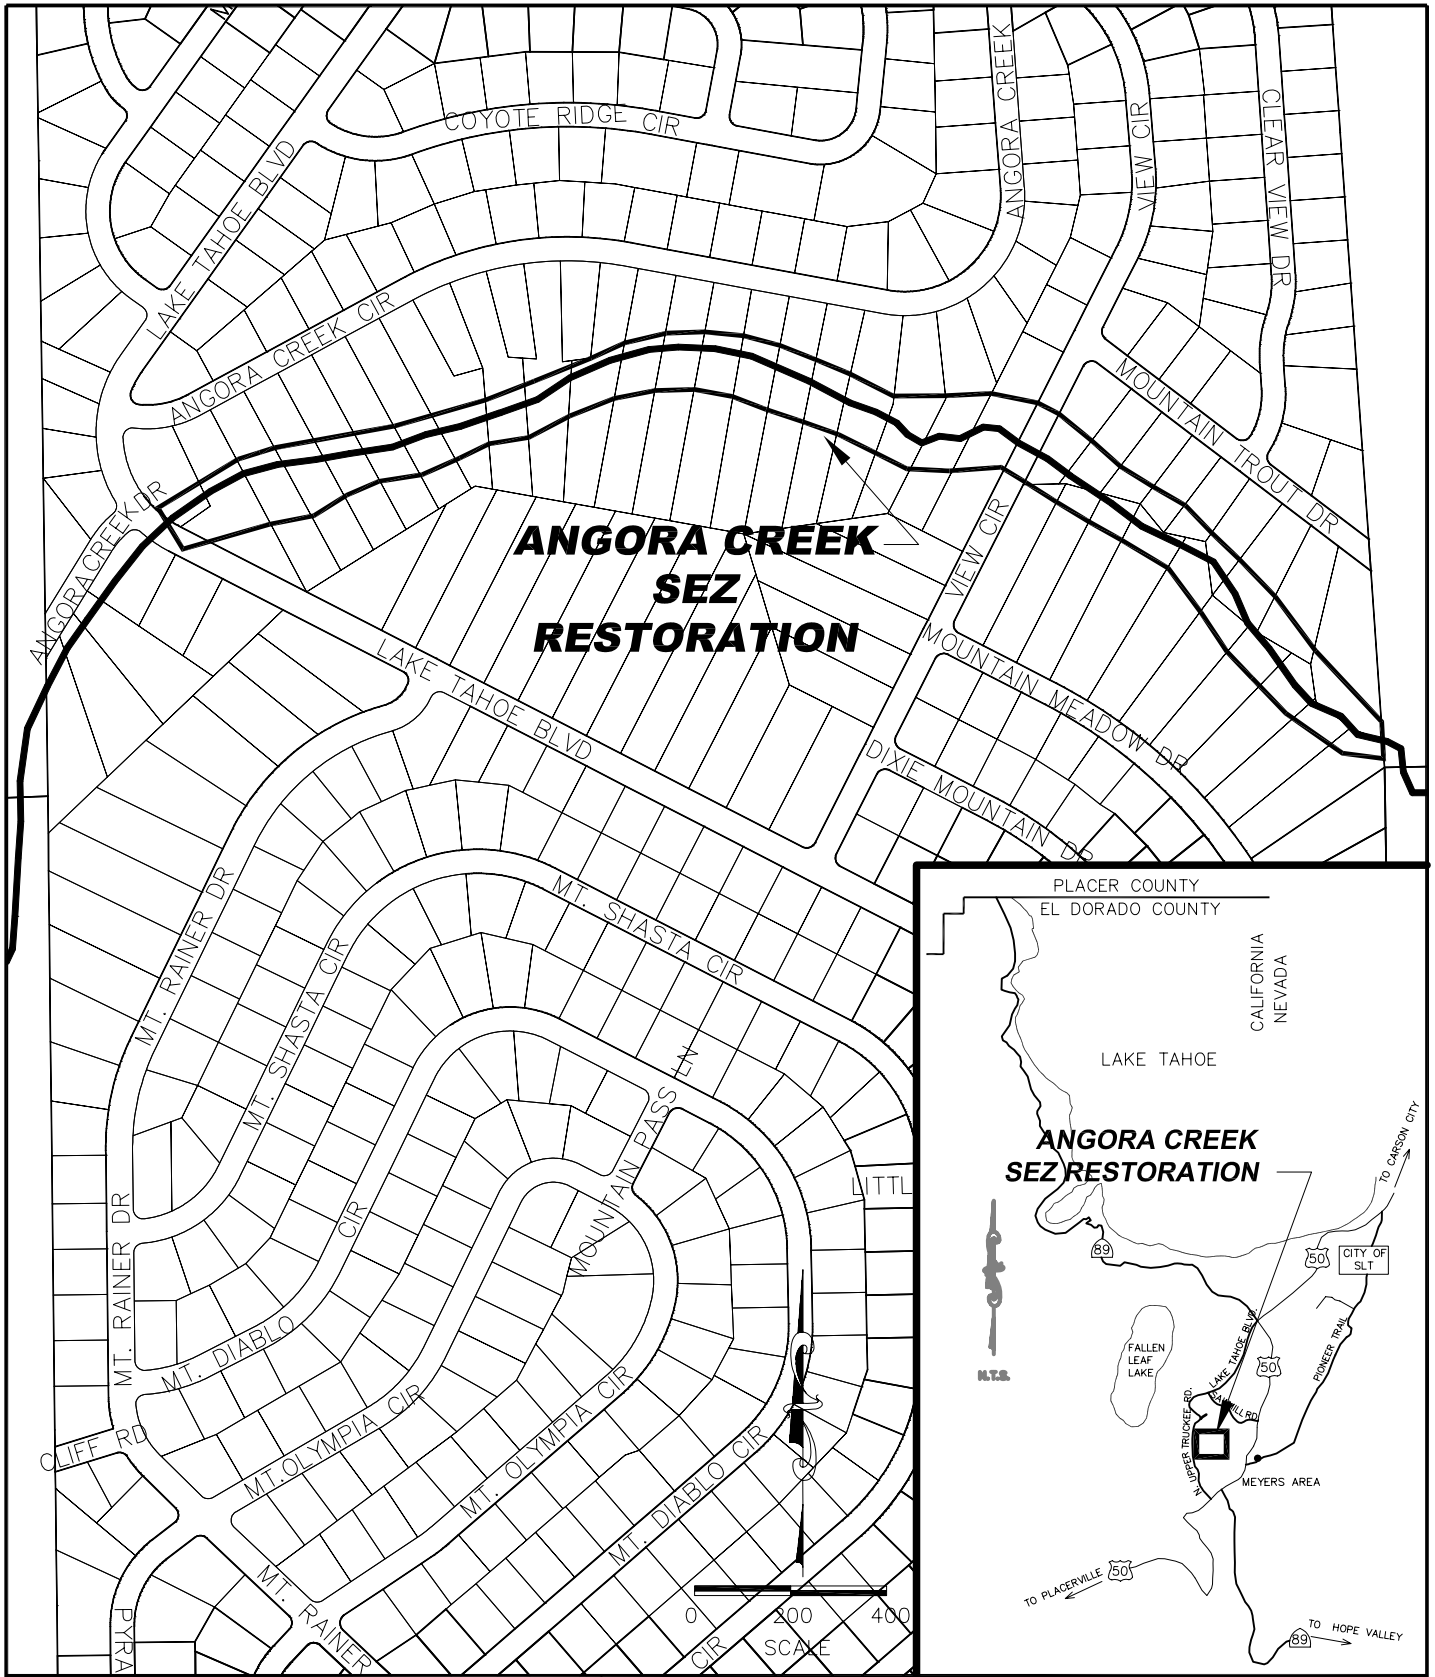 COYOTE RIDGE CIR
ANGORA CREEK
VIEW CIR
CLEAR VIEW DR
LAKE TAHOE BLVD
ANGORA CREEK CIR
MOUNTAIN TROUT DR
ANGORA CREEK DR
ANGORA CREEK
SEZ
RESTORATION
VIEW CIR
LAKE TAHOE BLVD
MOUNTAIN MEADOW DR
DIXIE MOUNTAIN DR
MT. RAINER DR
MT. SHASTA CIR
MT. SHASTA CIR
MOUNTAIN PASS LN
LITTL
MT. RAINER DR
MT. DIABLO CIR
CLIFF RD
MT.OLYMPIA CIR
MT. OLYMPIA CIR
MT. DIABLO CIR
MT. RAINER
PYRA
CIR
0 200 400
SCALE
PLACER COUNTY
EL DORADO COUNTY
CALIFORNIA
NEVADA
LAKE TAHOE
ANGORA CREEK
SEZ RESTORATION
TO CARSON CITY
N.T.S.
89
50
CITY OF
SLT
FALLEN
LEAF
LAKE
LAKE TAHOE BLVD.
50
PIONEER TRAIL
N. UPPER TRUCKEE RD.
MEYERS AREA
TO PLACERVILLE
50
89
TO HOPE VALLEY